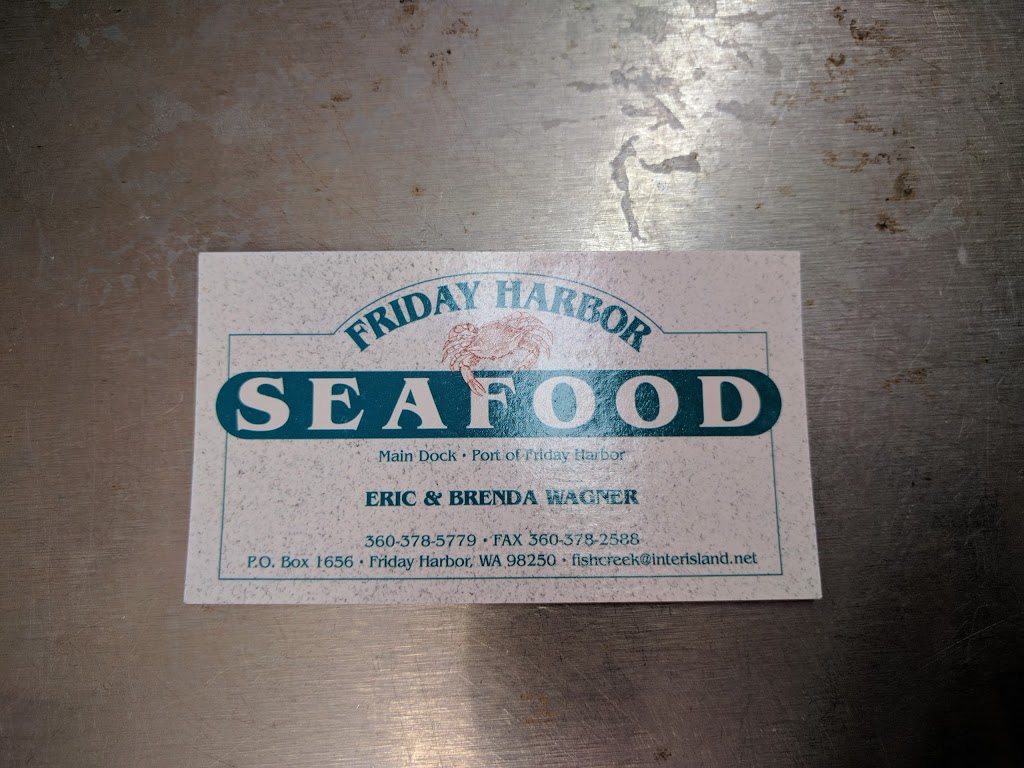 FRIDAY HARBOR
SEAFOOD
Main Dock • Port of Friday Harbor
ERIC & BRENDA WAGNER
360-378-5779 • FAX 360-378-2588
P.O. Box 1656 • Friday Harbor, WA 98250 • fishcreek@interisland.net